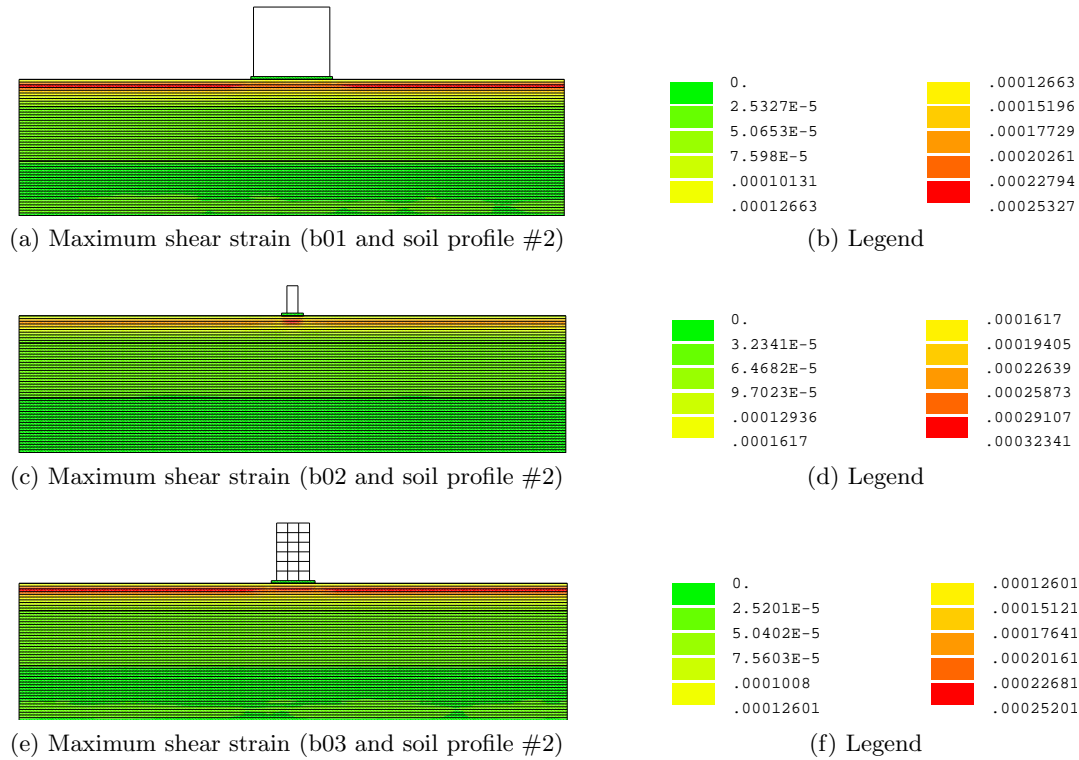 0.
2.5327E-5
5.0653E-5
7.598E-5
.00010131
.00012663
.00012663
.00015196
.00017729
.00020261
.00022794
.00025327
(a) Maximum shear strain (b01 and soil profile #2)
(b) Legend
0.
3.2341E-5
6.4682E-5
9.7023E-5
.00012936
.0001617
.0001617
.00019405
.00022639
.00025873
.00029107
.00032341
(c) Maximum shear strain (b02 and soil profile #2)
(d) Legend
0.
2.5201E-5
5.0402E-5
7.5603E-5
.0001008
.00012601
.00012601
.00015121
.00017641
.00020161
.00022681
.00025201
(e) Maximum shear strain (b03 and soil profile #2)
(f) Legend